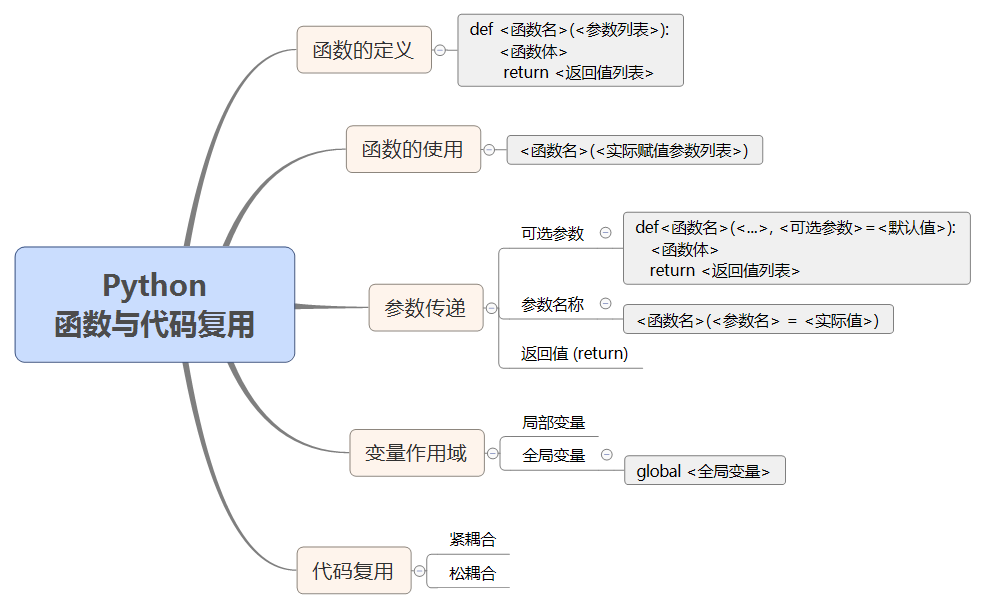 Python
函数与代码复用
函数的定义
def <函数名>(<参数列表>):
<函数体>
return <返回值列表>
函数的使用
<函数名>(<实际赋值参数列表>)
参数传递
可选参数
def<函数名>(<...>, <可选参数>=<默认值>):
<函数体>
return <返回值列表>
参数名称
<函数名>(<参数名> = <实际值>)
返回值 (return)
变量作用域
局部变量
全局变量
global <全局变量>
代码复用
紧耦合
松耦合